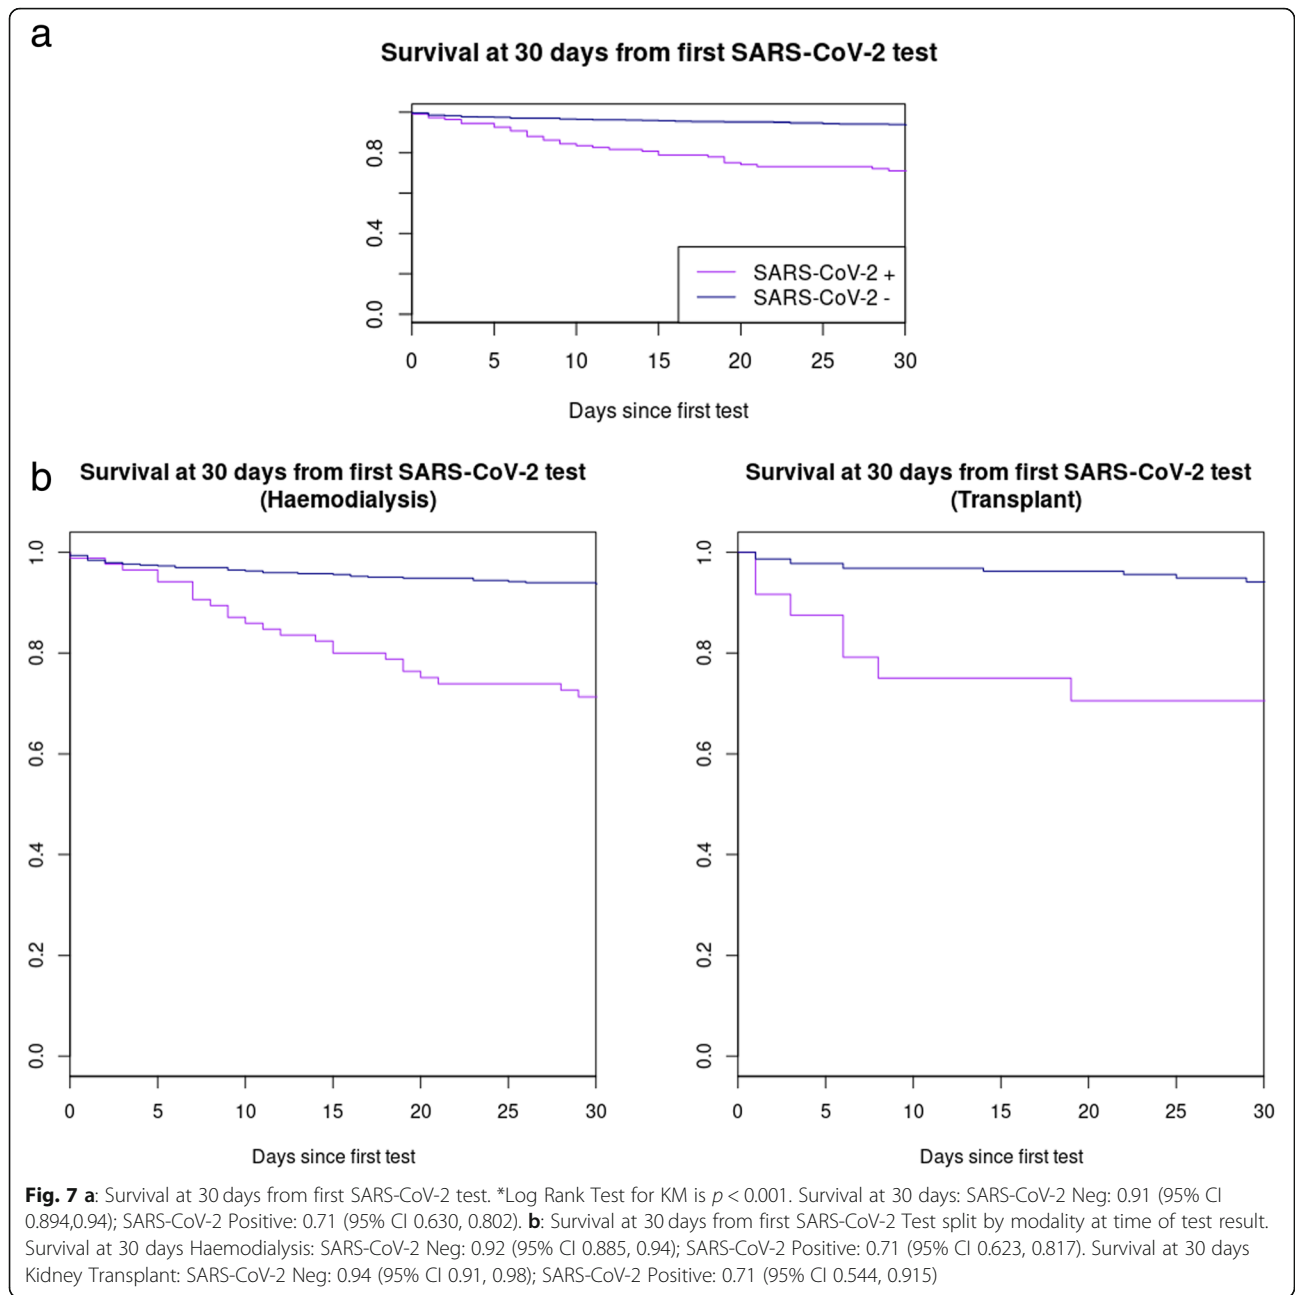 a
Survival at 30 days from first SARS-CoV-2 test
0.8
0.4
0.0
SARS-CoV-2 +
SARS-CoV-2 -
0 5 10 15 20 25 30
Days since first test
b
Survival at 30 days from first SARS-CoV-2 test
(Haemodialysis)
1.0
0.8
0.6
0.4
0.2
0.0
0 5 10 15 20 25 30
Days since first test
Survival at 30 days from first SARS-CoV-2 test
(Transplant)
1.0
0.8
0.6
0.4
0.2
0.0
0 5 10 15 20 25 30
Days since first test
Fig. 7 a: Survival at 30 days from first SARS-CoV-2 test. *Log Rank Test for KM is p < 0.001. Survival at 30 days: SARS-CoV-2 Neg: 0.91 (95% CI
0.894,0.94); SARS-CoV-2 Positive: 0.71 (95% CI 0.630, 0.802). b: Survival at 30 days from first SARS-CoV-2 Test split by modality at time of test result.
Survival at 30 days Haemodialysis: SARS-CoV-2 Neg: 0.92 (95% CI 0.885, 0.94); SARS-CoV-2 Positive: 0.71 (95% CI 0.623, 0.817). Survival at 30 days
Kidney Transplant: SARS-CoV-2 Neg: 0.94 (95% CI 0.91, 0.98); SARS-CoV-2 Positive: 0.71 (95% CI 0.544, 0.915)